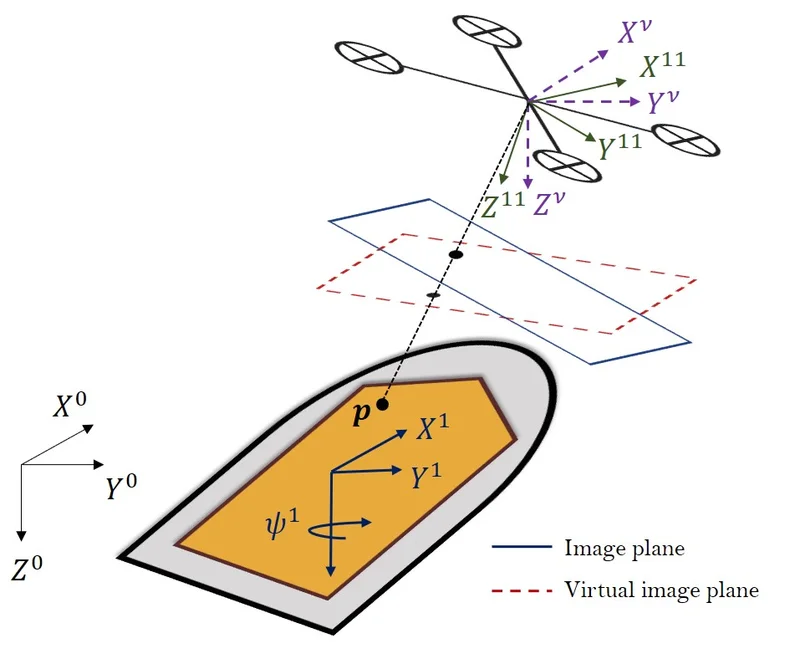 X^ν
X^11
Y^ν
Y^11
Z^11
Z^ν
p
X^0
Y^0
Z^0
X^1
Y^1
ψ^1
Image plane
Virtual image plane